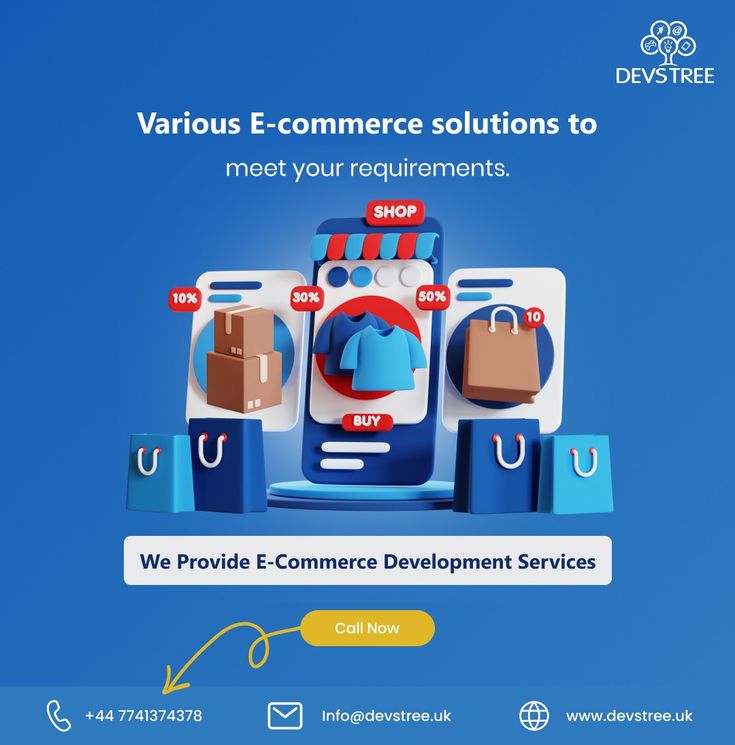 DEVSTREE
Various E-commerce solutions to
meet your requirements.
SHOP
10%
30%
50%
10
BUY
We Provide E-Commerce Development Services
Call Now
+44 7741374378
Info@devstree.uk
www.devstree.uk